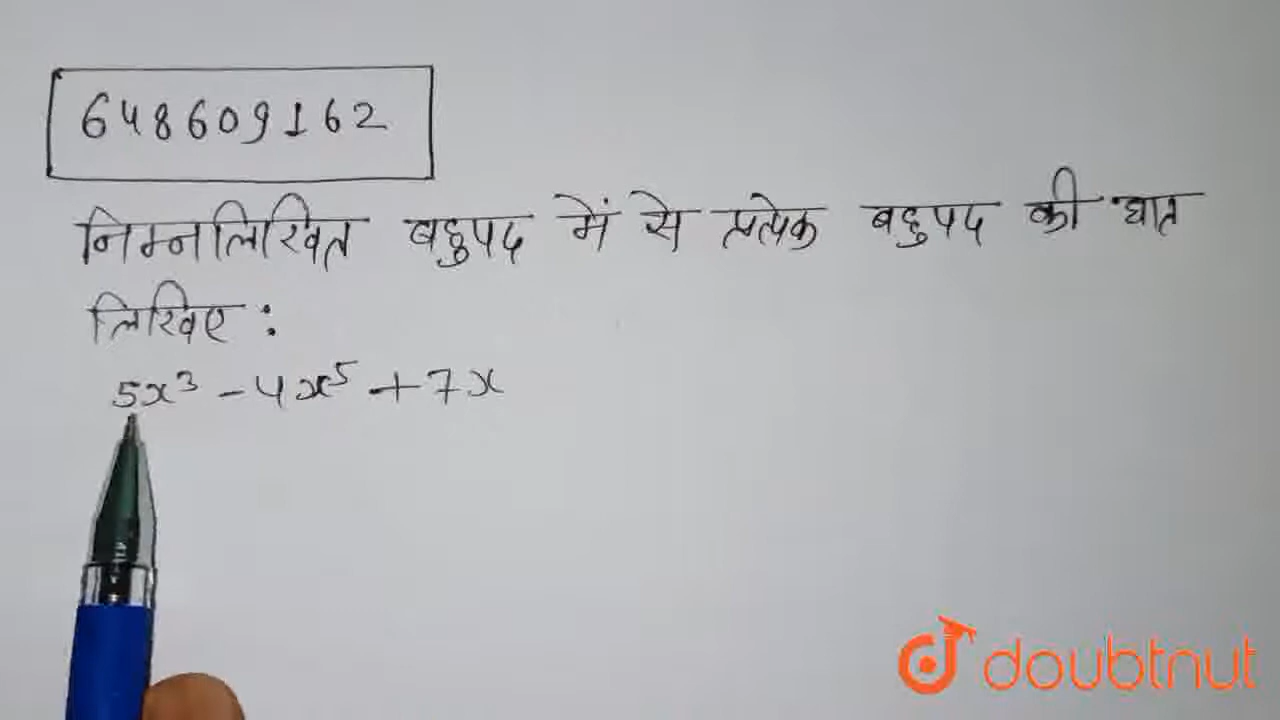 648609162
निम्नलिखित बहुपद में से प्रत्येक बहुपद की घात
लिखिए :
5x³ - 4x⁵ + 7x
doubtnut